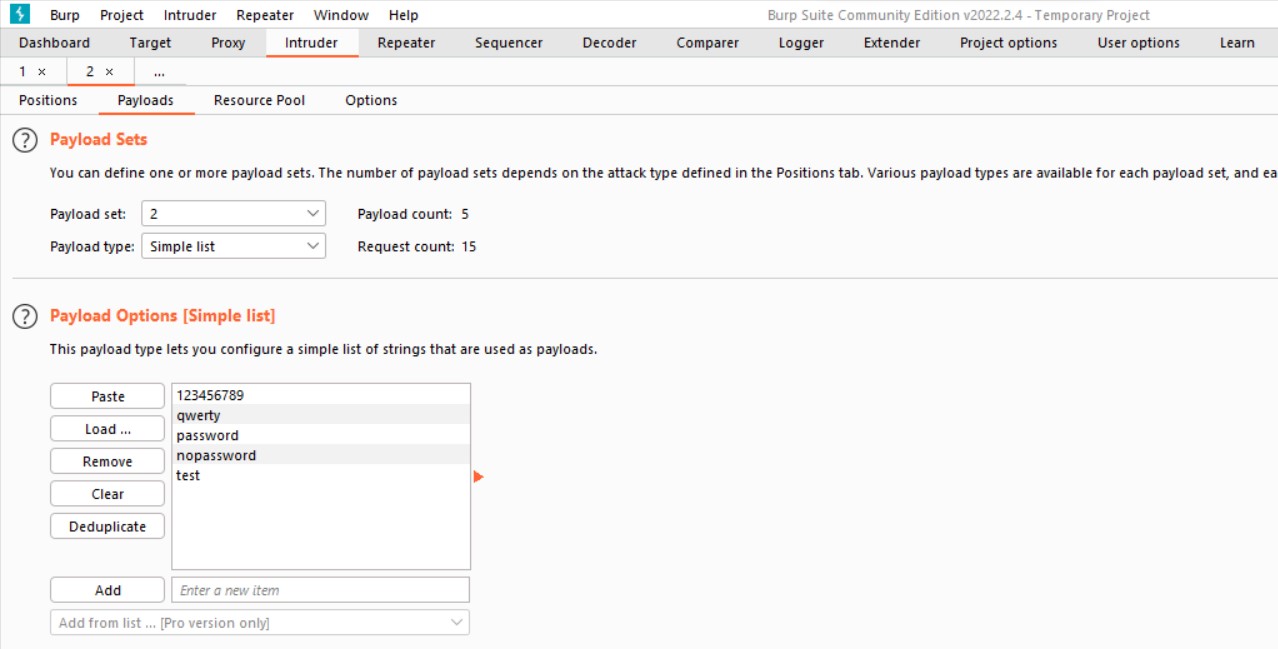 Burp Project Intruder Repeater Window Help Burp Suite Community Edition v2022.2.4 - Temporary Project
Dashboard Target Proxy Intruder Repeater Sequencer Decoder Comparer Logger Extender Project options User options Learn
1 × 2 × ...
Positions Payloads Resource Pool Options
? Payload Sets
You can define one or more payload sets. The number of payload sets depends on the attack type defined in the Positions tab. Various payload types are available for each payload set, and ea
Payload set: 2 Payload count: 5
Payload type: Simple list Request count: 15
? Payload Options [Simple list]
This payload type lets you configure a simple list of strings that are used as payloads.
Paste 123456789
qwerty
Load ... password
nopassword
Remove test
Clear
Deduplicate
Add Enter a new item
Add from list ... [Pro version only]